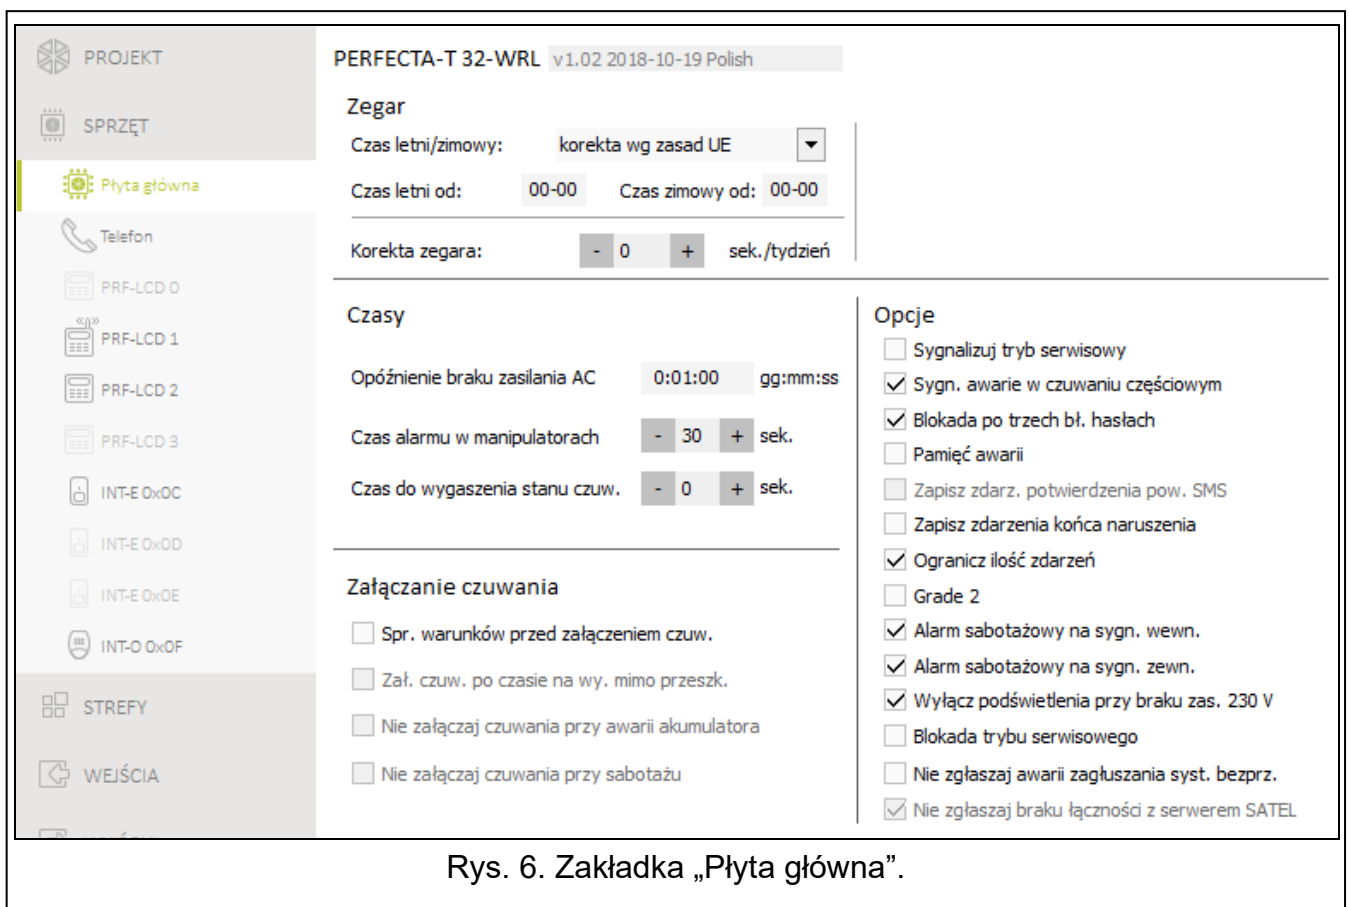 PROJEKT
SPRZĘT
Płyta główna
Telefon
PRF-LCD 0
PRF-LCD 1
PRF-LCD 2
PRF-LCD 3
INT-E 0x0C
INT-E 0x0D
INT-E 0x0E
INT-O 0x0F
STREFY
WEJŚCIA
PERFECTA-T 32-WRL v1.02 2018-10-19 Polish
Zegar
Czas letni/zimowy: korekta wg zasad UE
Czas letni od: 00-00 Czas zimowy od: 00-00
Korekta zegara: - 0 + sek./tydzień
Czasy
Opóźnienie braku zasilania AC 0:01:00 gg:mm:ss
Czas alarmu w manipulatorach - 30 + sek.
Czas do wygaszenia stanu czuw. - 0 + sek.
Załączanie czuwania
Spr. warunków przed załączeniem czuw.
Zał. czuw. po czasie na wy. mimo przeszk.
Nie załączaj czuwania przy awarii akumulatora
Nie załączaj czuwania przy sabotażu
Opcje
Sygnalizuj tryb serwisowy
Sygn. awarie w czuwaniu częściowym
Blokada po trzech bł. hasłach
Pamięć awarii
Zapisz zdarz. potwierdzenia pow. SMS
Zapisz zdarzenia końca naruszenia
Ogranicz ilość zdarzeń
Grade 2
Alarm sabotażowy na sygn. wewn.
Alarm sabotażowy na sygn. zewn.
Wyłącz podświetlenia przy braku zas. 230 V
Blokada trybu serwisowego
Nie zgłaszaj awarii zagłuszania syst. bezprz.
Nie zgłaszaj braku łączności z serwerem SATEL
Rys. 6. Zakładka „Płyta główna”.